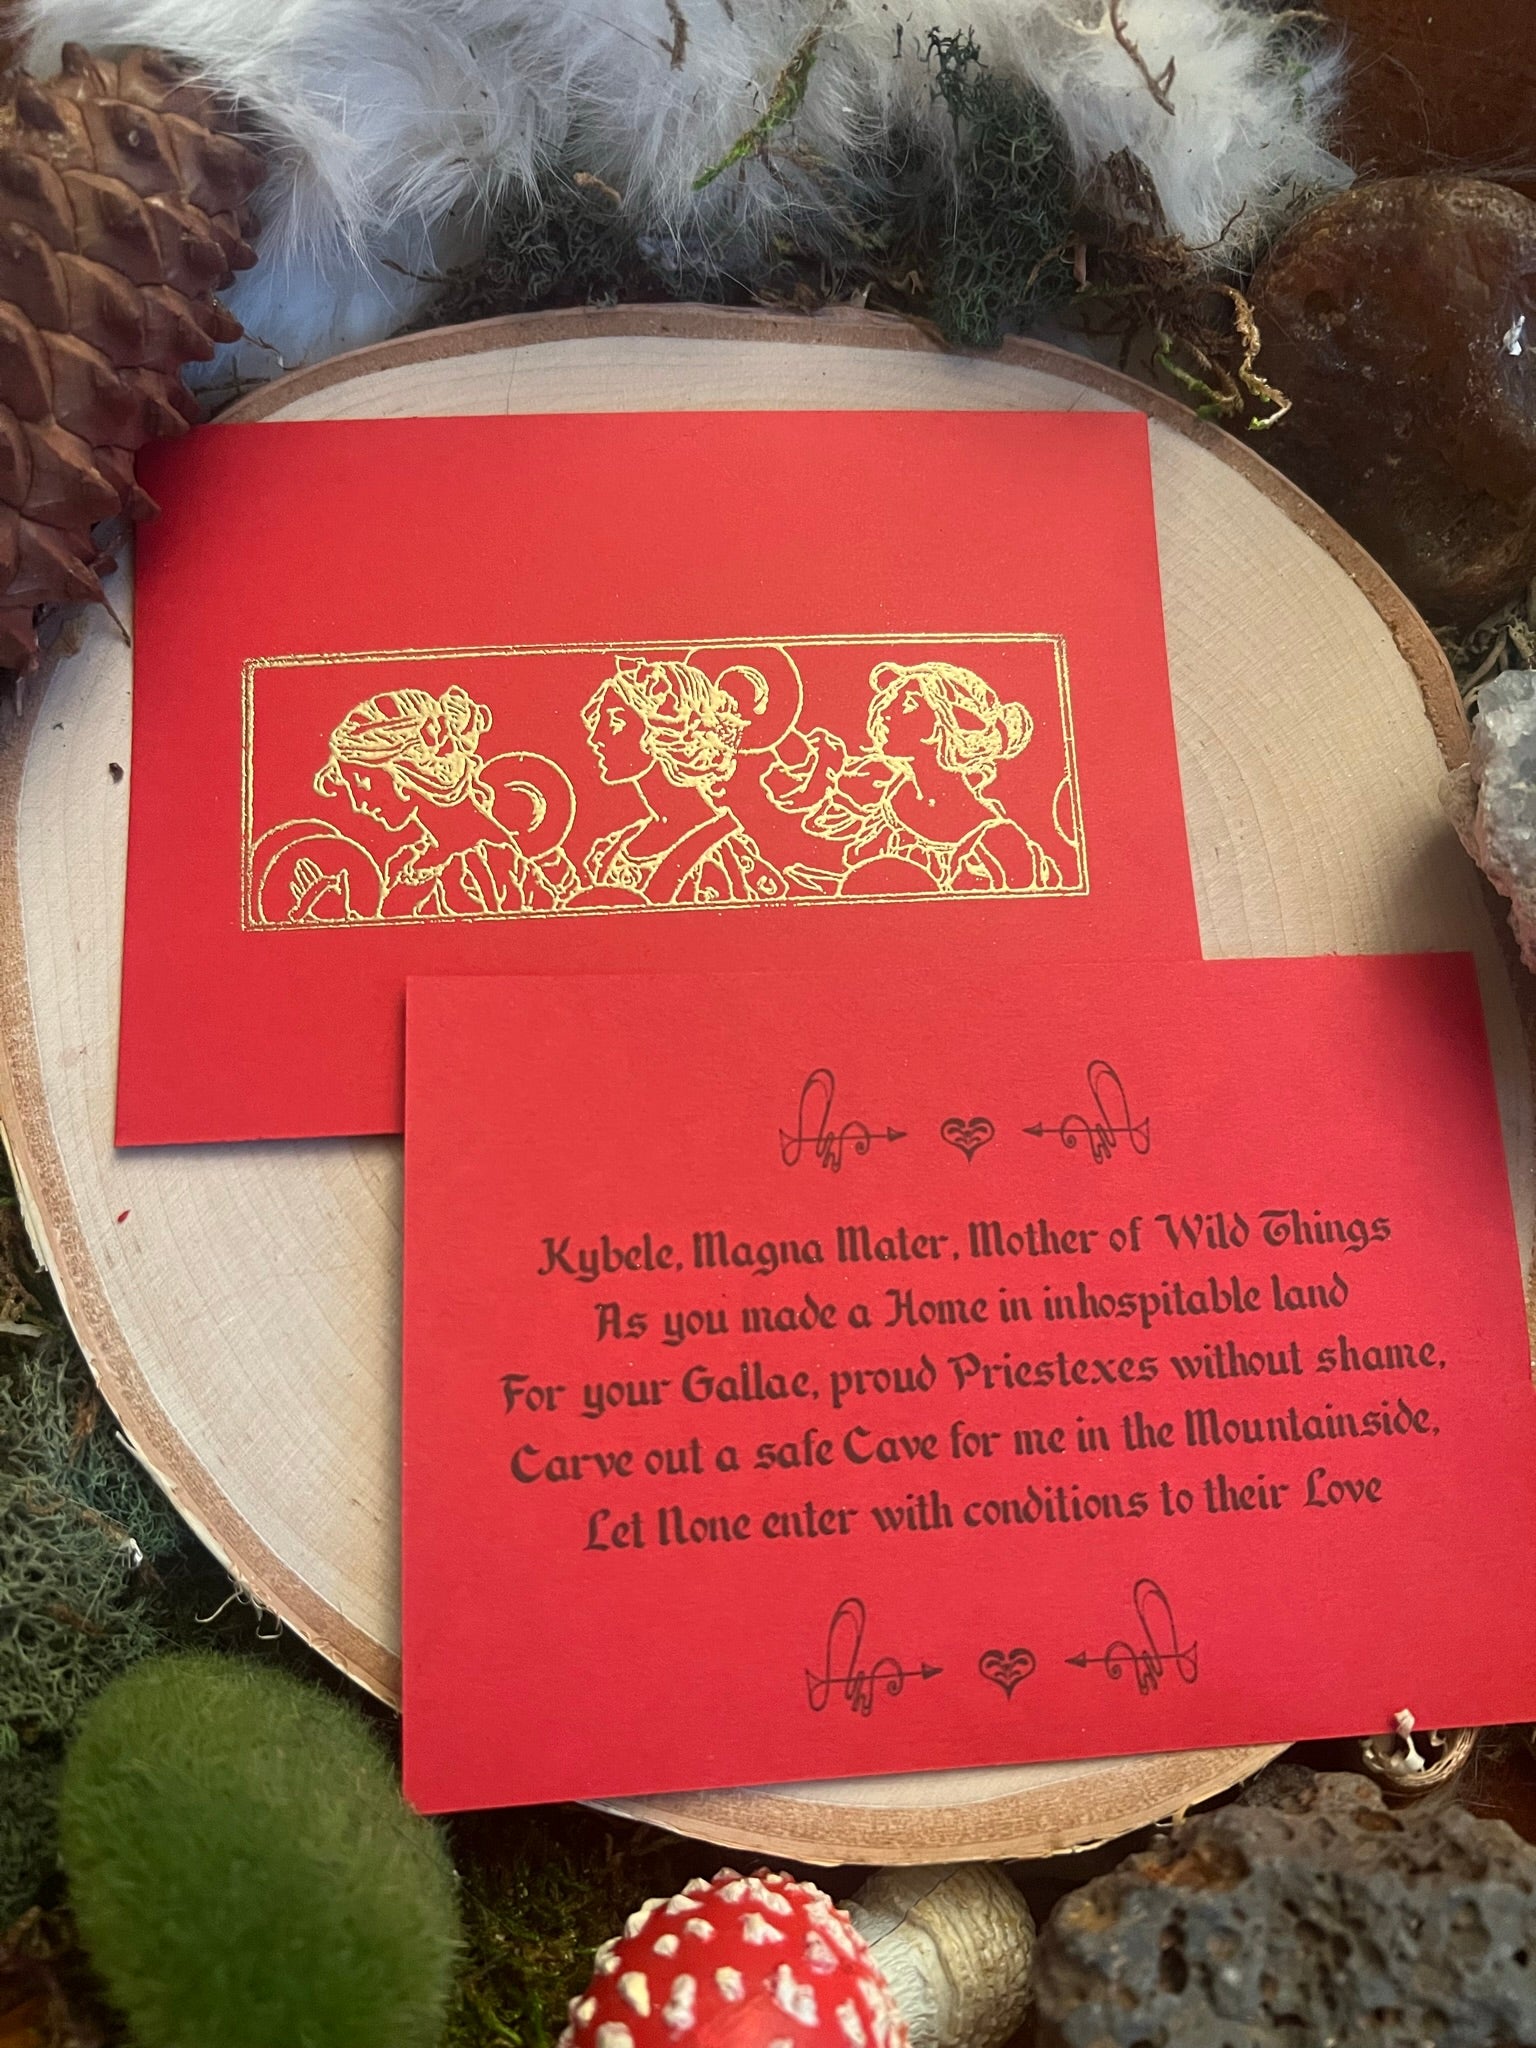 Kybele, Magna Mater, Mother of Wild Things
As you made a Home in inhospitable land
For your Gallae, proud Priestexes without shame,
Carve out a safe Cave for me in the Mountainside,
Let None enter with conditions to their Love